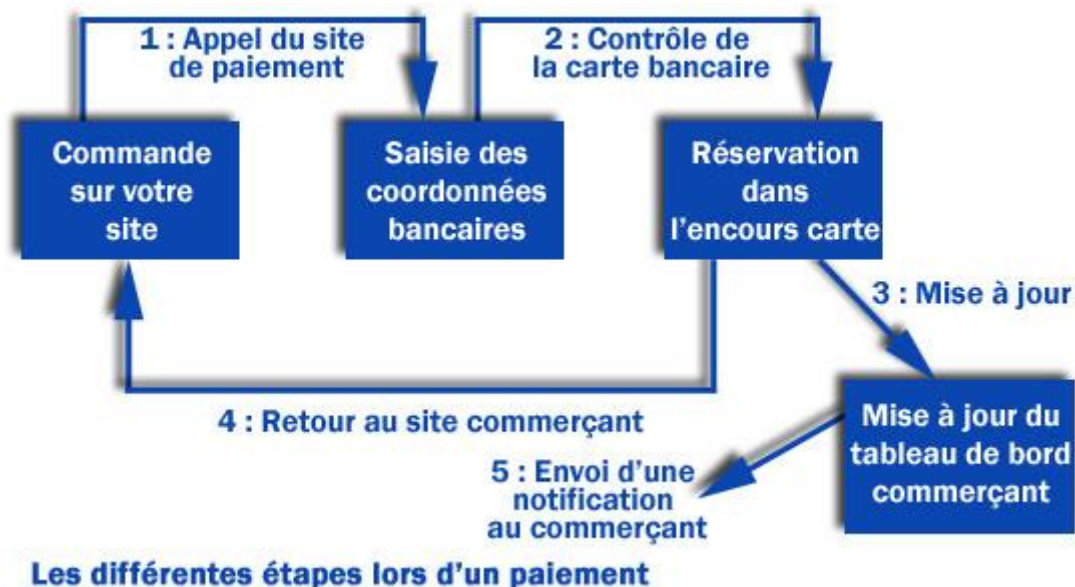 1 : Appel du site
de paiement
2 : Contrôle de
la carte bancaire
Commande
sur votre
site
Saisie des
coordonnées
bancaires
Réservation
dans
l'encours carte
3 : Mise à jour
4 : Retour au site commerçant
Mise à jour du
tableau de bord
commerçant
5 : Envoi d'une
notification
au commerçant
Les différentes étapes lors d'un paiement